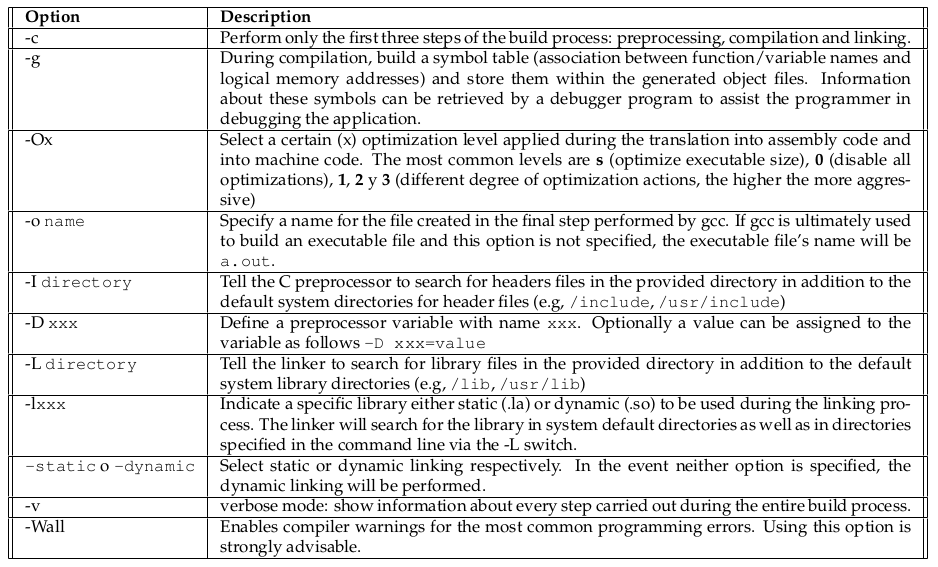 Option Description
-c Perform only the first three steps of the build process: preprocessing, compilation and linking.
-g During compilation, build a symbol table (association between function/variable names and
logical memory addresses) and store them within the generated object files. Information
about these symbols can be retrieved by a debugger program to assist the programmer in
debugging the application.
-Ox Select a certain (x) optimization level applied during the translation into assembly code and
into machine code. The most common levels are s (optimize executable size), 0 (disable all
optimizations), 1, 2 y 3 (different degree of optimization actions, the higher the more aggres-
sive)
-o name Specify a name for the file created in the final step performed by gcc. If gcc is ultimately used
to build an executable file and this option is not specified, the executable file's name will be
a.out.
-I directory Tell the C preprocessor to search for headers files in the provided directory in addition to the
default system directories for header files (e.g, /include, /usr/include)
-D xxx Define a preprocessor variable with name xxx. Optionally a value can be assigned to the
variable as follows -D xxx=value
-L directory Tell the linker to search for library files in the provided directory in addition to the default
system library directories (e.g, /lib, /usr/lib)
-lxxx Indicate a specific library either static (.la) or dynamic (.so) to be used during the linking pro-
cess. The linker will search for the library in system default directories as well as in directories
specified in the command line via the -L switch.
-static o -dynamic Select static or dynamic linking respectively. In the event neither option is specified, the
dynamic linking will be performed.
-v verbose mode: show information about every step carried out during the entire build process.
-Wall Enables compiler warnings for the most common programming errors. Using this option is
strongly advisable.